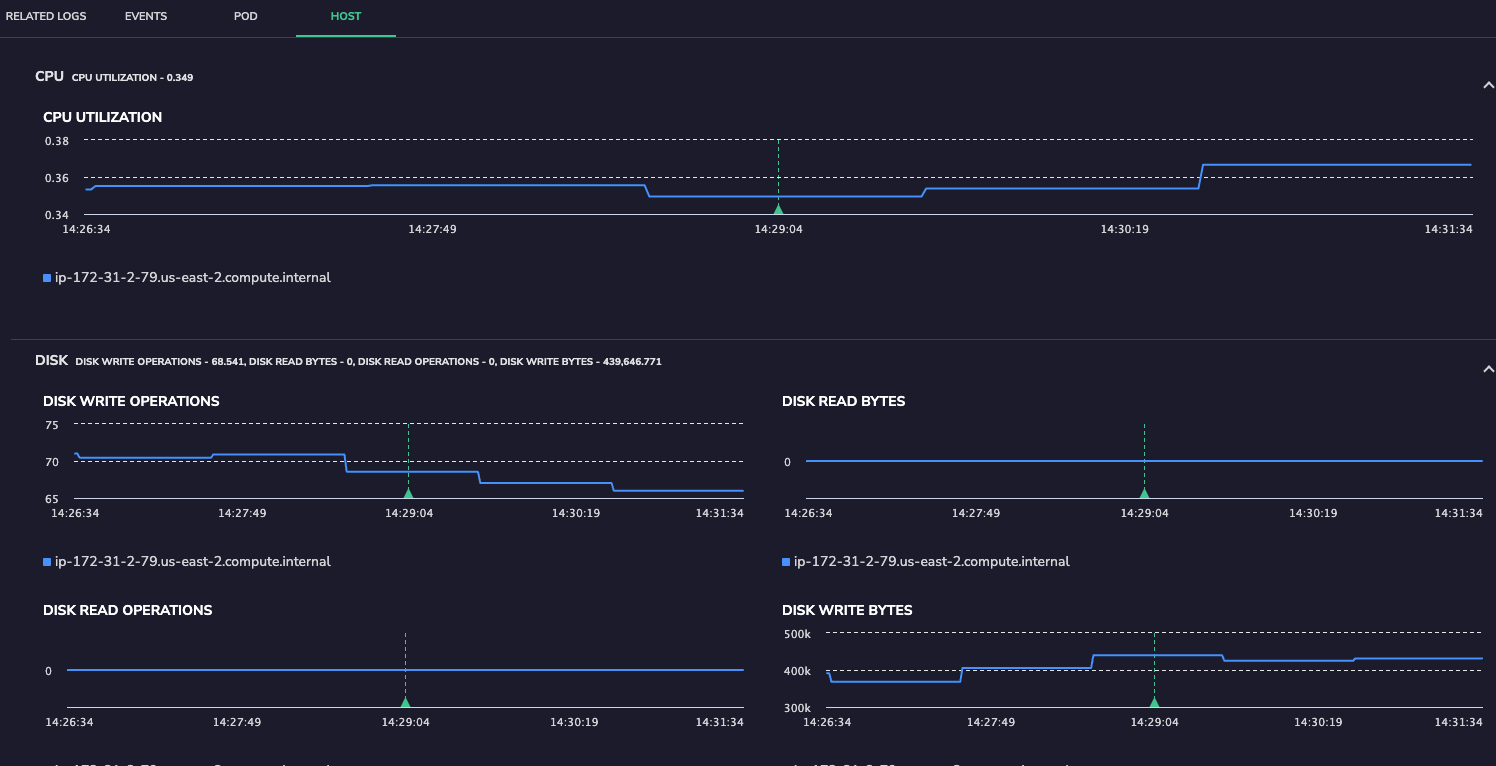 RELATED LOGS EVENTS POD HOST
CPU CPU UTILIZATION - 0.349
CPU UTILIZATION
0.38
0.36
0.34
14:26:34 14:27:49 14:29:04 14:30:19 14:31:34
ip-172-31-2-79.us-east-2.compute.internal
DISK DISK WRITE OPERATIONS - 68.541, DISK READ BYTES - 0, DISK READ OPERATIONS - 0, DISK WRITE BYTES - 439,646.771
DISK WRITE OPERATIONS
75
70
65
14:26:34 14:27:49 14:29:04 14:30:19 14:31:34
ip-172-31-2-79.us-east-2.compute.internal
DISK READ BYTES
0
14:26:34 14:27:49 14:29:04 14:30:19 14:31:34
ip-172-31-2-79.us-east-2.compute.internal
DISK READ OPERATIONS
0
14:26:34 14:27:49 14:29:04 14:30:19 14:31:34
DISK WRITE BYTES
500k
400k
300k
14:26:34 14:27:49 14:29:04 14:30:19 14:31:34